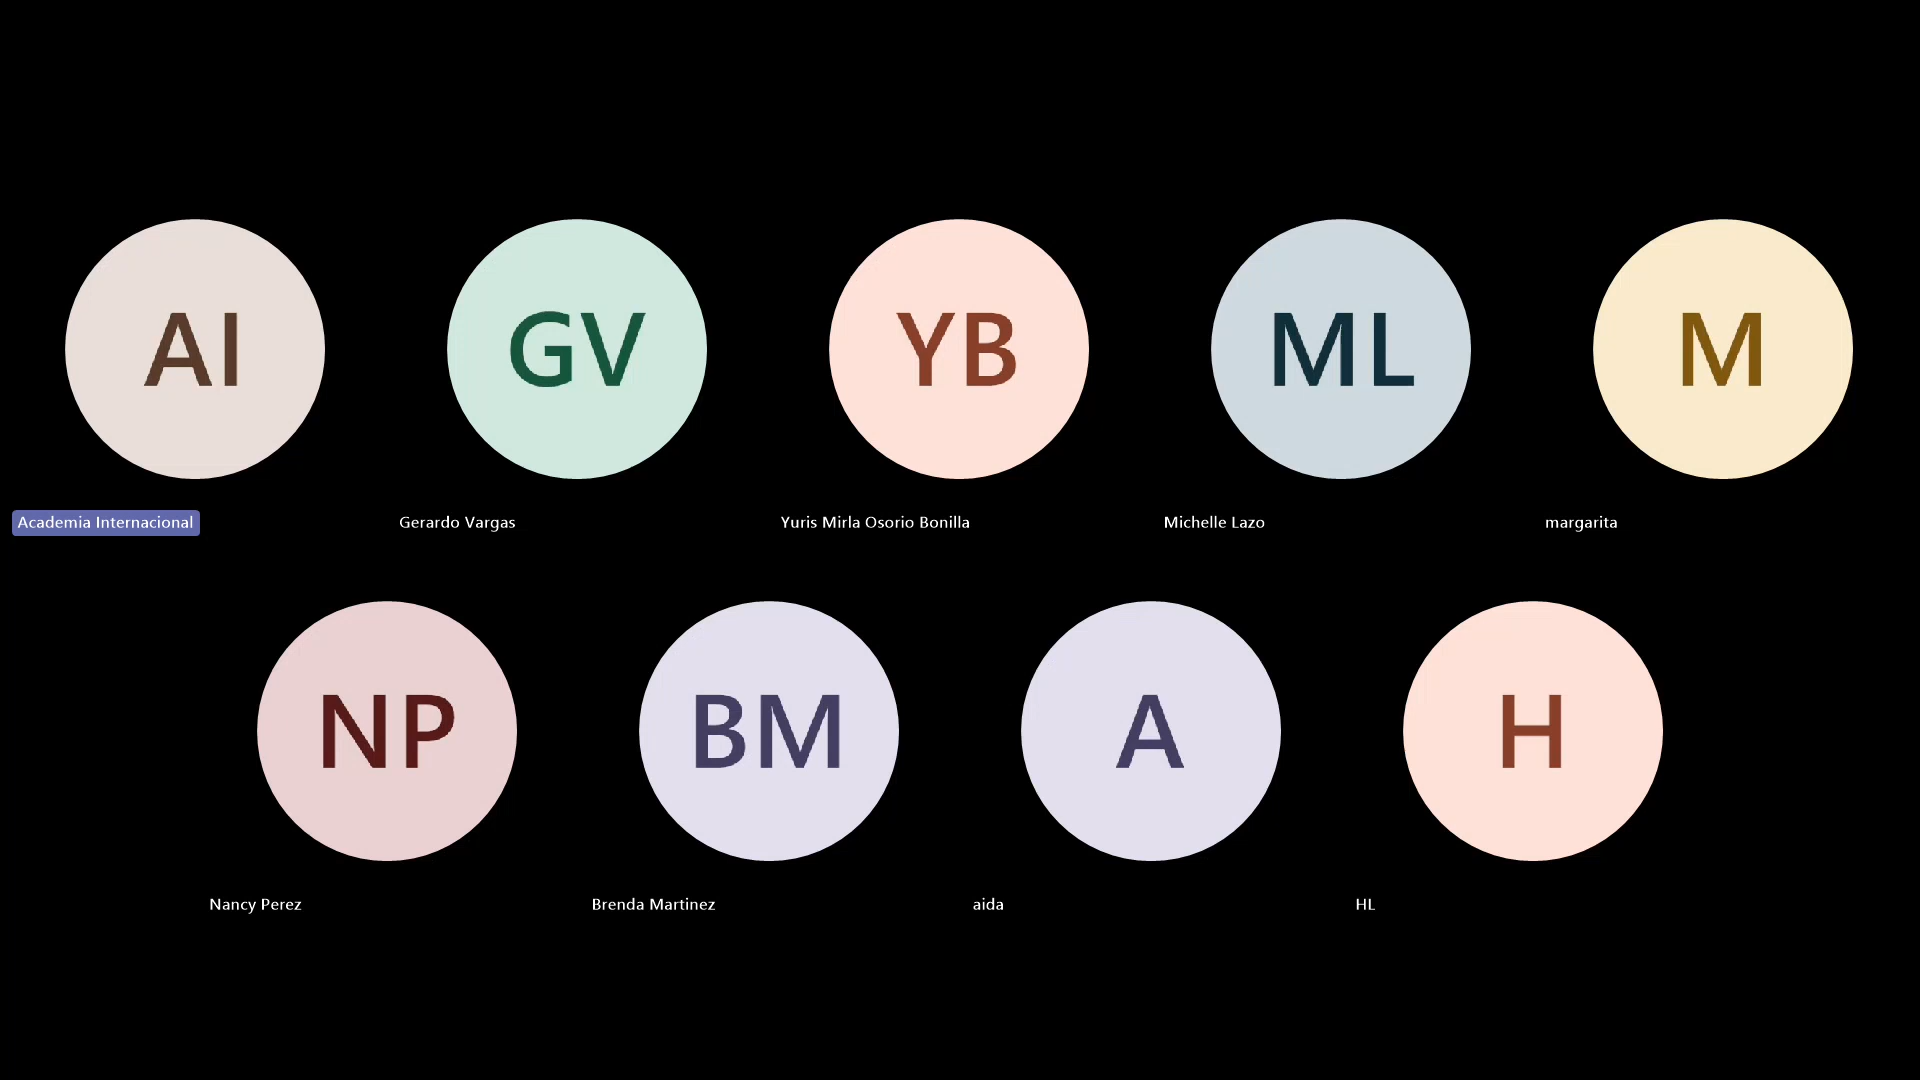 AI
GV
YB
ML
M
Academia Internacional
Gerardo Vargas
Yuris Mirla Osorio Bonilla
Michelle Lazo
margarita
NP
BM
A
H
Nancy Perez
Brenda Martinez
aida
HL